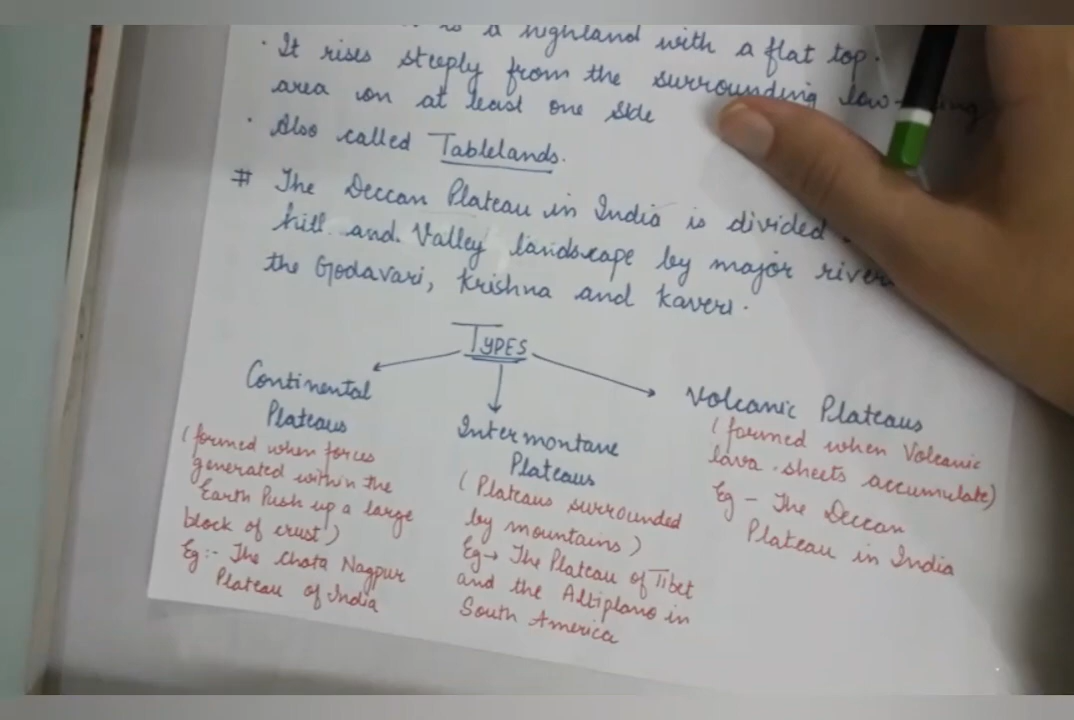 is a highland with a flat top.
· It rises steeply from the surrounding low-
area on at least one side
· Also called Tablelands.
# The Deccan Plateau in India is divided
hill and Valley landscape by major river
the Godavari, Krishna and Kaveri.
TYPES
Continental
Plateaus
(formed when forces
generated within the
Earth Push up a large
block of crust)
Eg:- The Chota Nagpur
Plateau of India
Intermontane
Plateaus
(Plateaus surrounded
by mountains)
Eg→ The Plateau of Tibet
and the Altiplano in
South America
Volcanic Plateaus
(formed when Volcanic
lava sheets accumulate)
Eg - The Deccan
Plateau in India